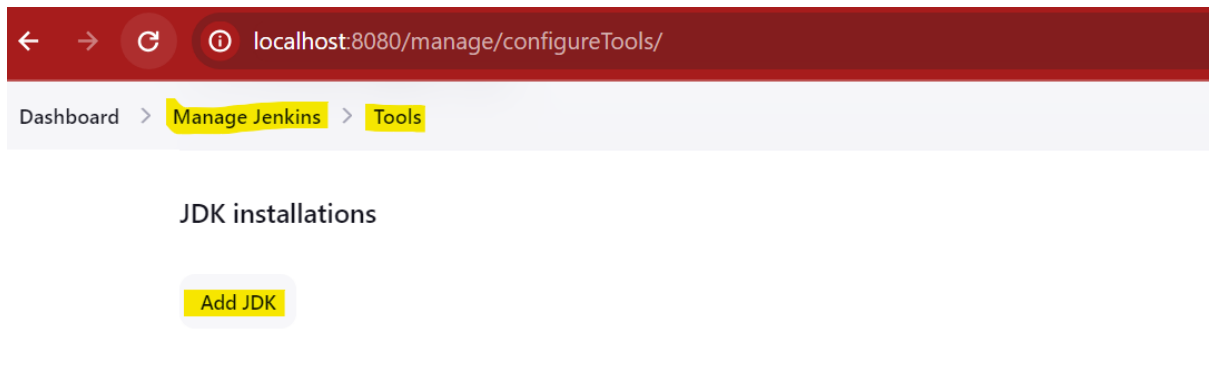 localhost:8080/manage/configureTools/
Dashboard > Manage Jenkins > Tools
JDK installations
Add JDK